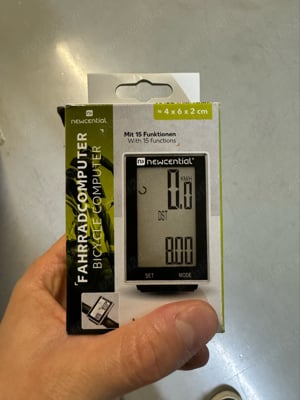 ≈ 4 x 6 x 2 cm
newcential
FAHRRADCOMPUTER
BICYCLE COMPUTER
Mit 15 Funktionen
With 15 functions
newcential
Km/H
0.0
DST
8.00
SET MODE